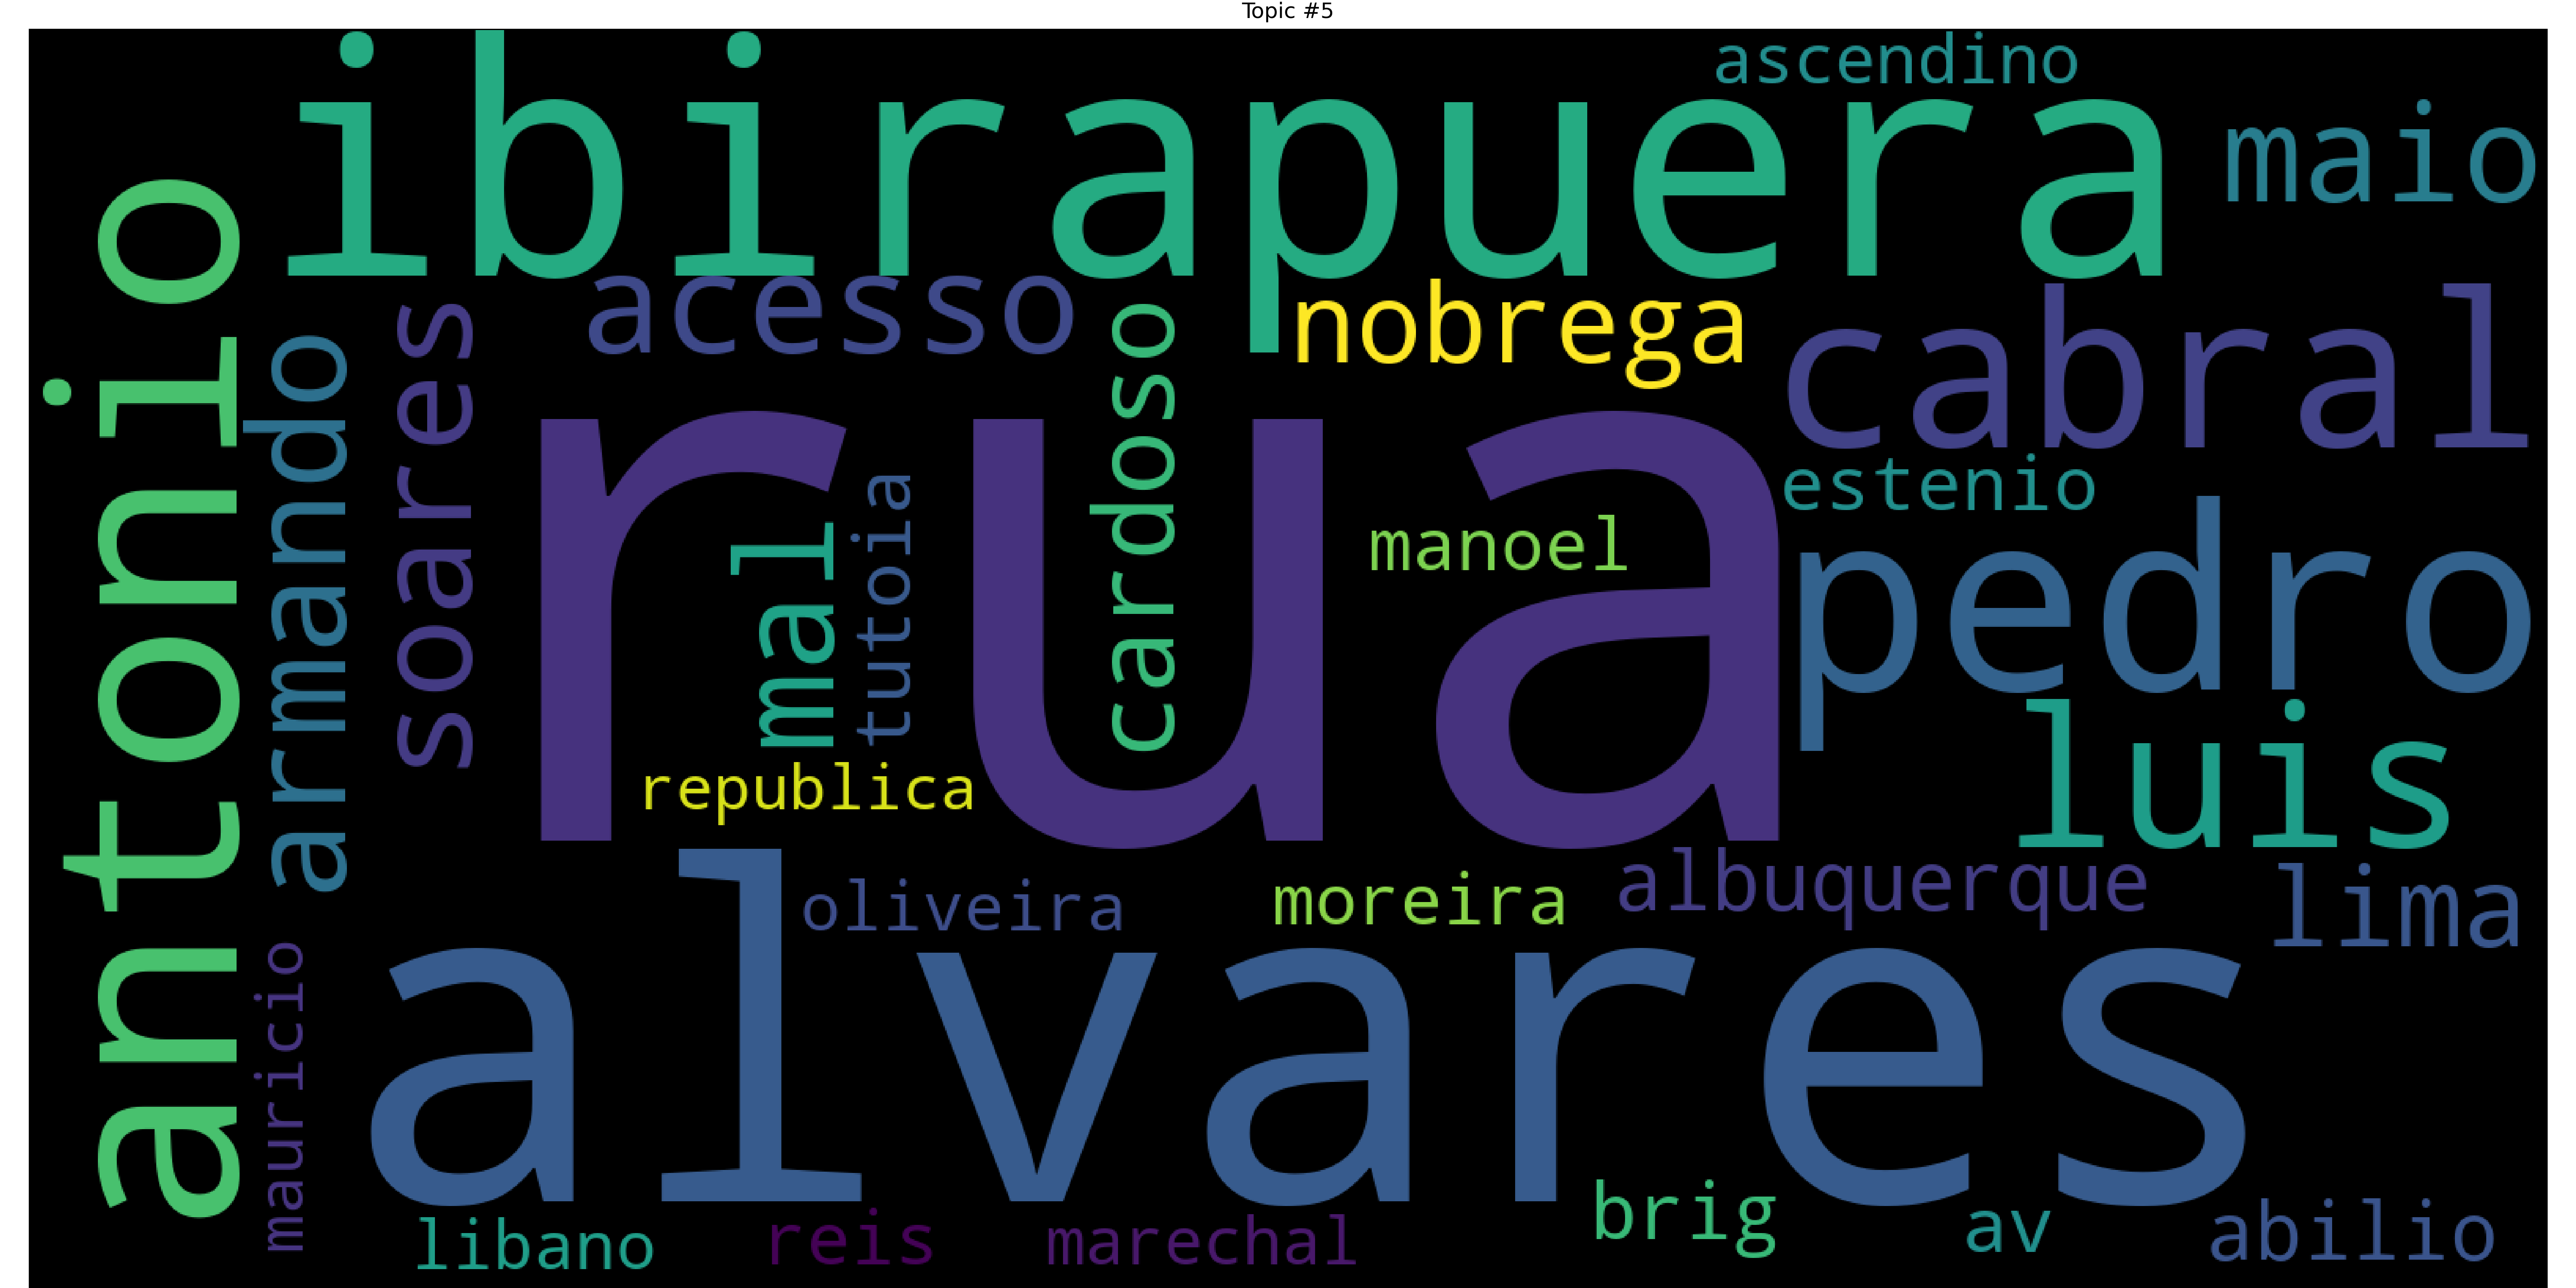 Topic #5
ascendino
ibirapuera
maio
antonio
acesso
nobrega
cabral
armando
soares
cardoso
rua
estenio
manoel
mal
tutoia
pedro
luis
republica
alvares
oliveira
moreira
albuquerque
lima
mauricio
brig
av
abilio
libano
reis
marechal